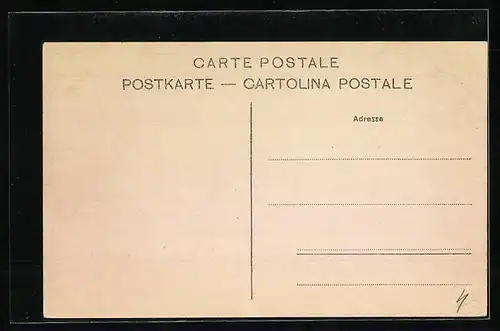 CARTE POSTALE
POSTKARTE — CARTOLINA POSTALE
Adresse